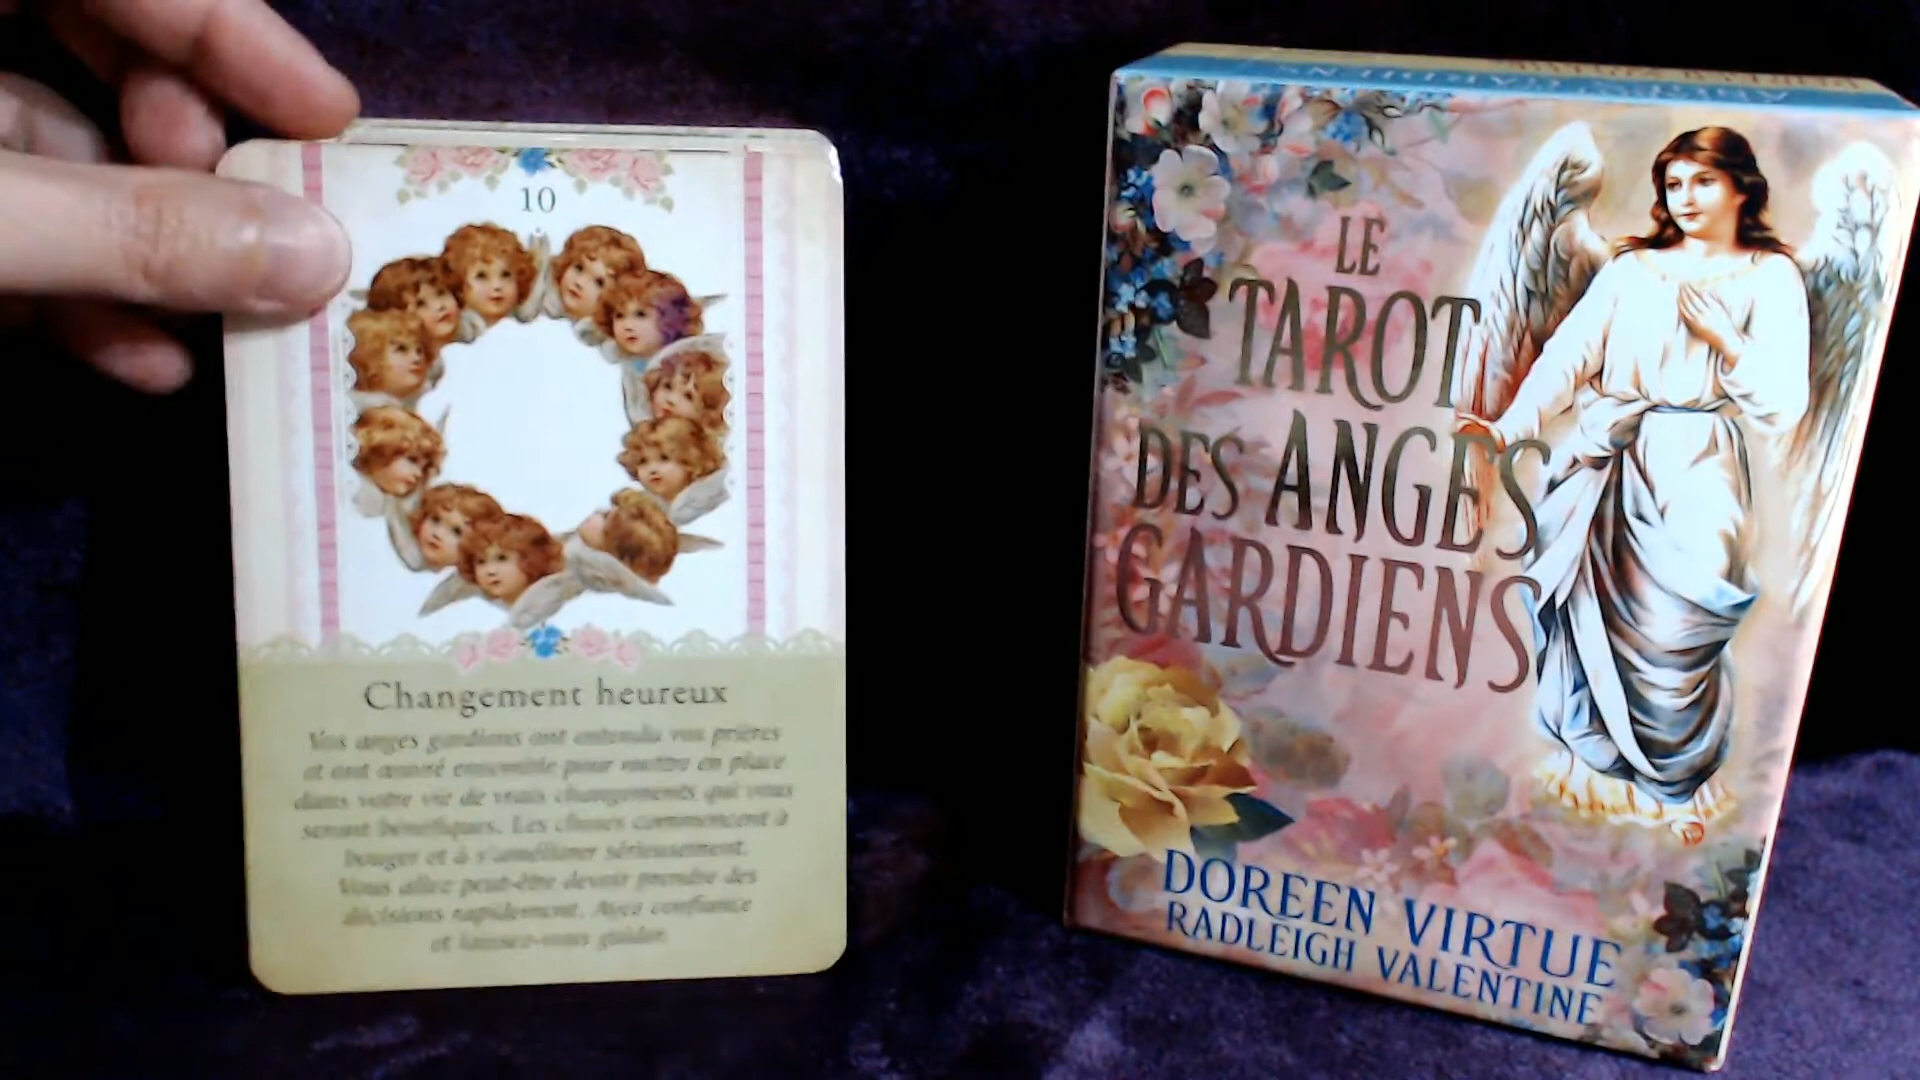 10
Changement heureux
Vos anges gardiens ont entendu vos prières
et ont œuvré ensemble pour mettre en place
dans votre vie de vrais changements qui vous
seront bénéfiques. Les choses commencent à
bouger et à s'améliorer sérieusement.
Vous allez peut-être devoir prendre des
décisions rapidement. Ayez confiance
et laissez-vous guider.
LE
TAROT
DES ANGES
GARDIENS
DOREEN VIRTUE
RADLEIGH VALENTINE